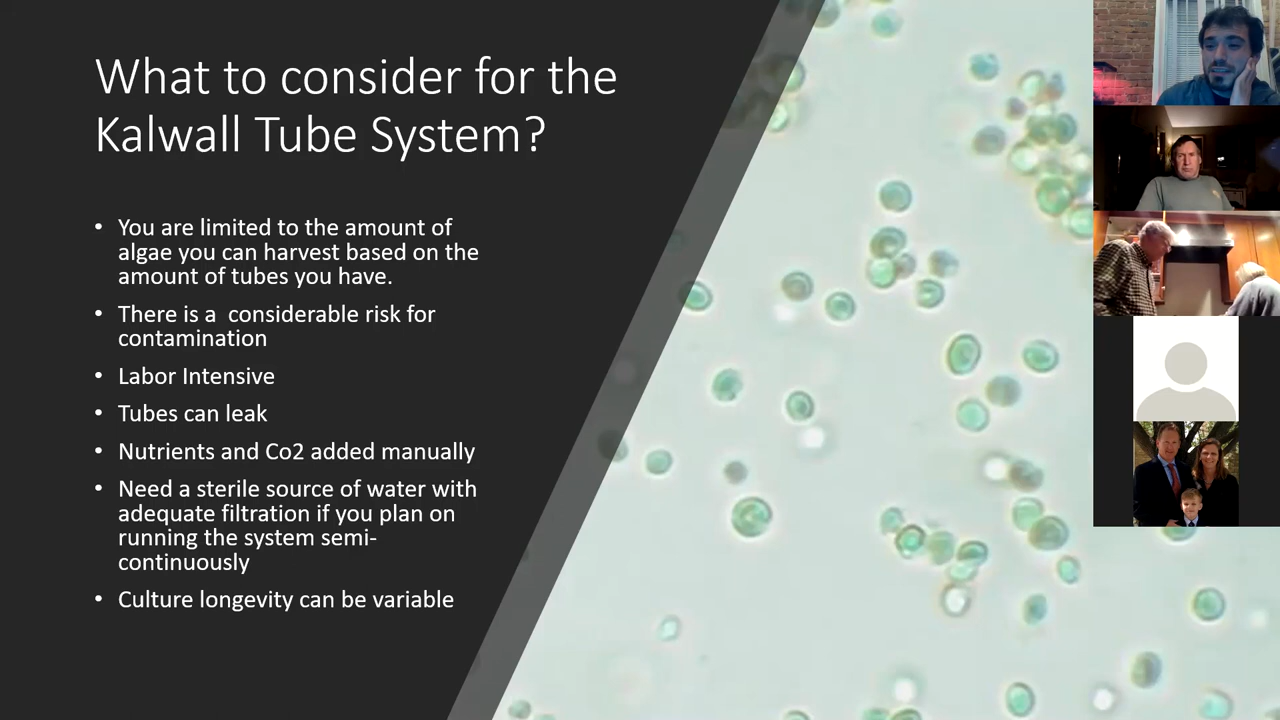 What to consider for the
Kalwall Tube System?
• You are limited to the amount of
algae you can harvest based on the
amount of tubes you have.
• There is a  considerable risk for
contamination
• Labor Intensive
• Tubes can leak
• Nutrients and Co2 added manually
• Need a sterile source of water with
adequate filtration if you plan on
running the system semi-
continuously
• Culture longevity can be variable